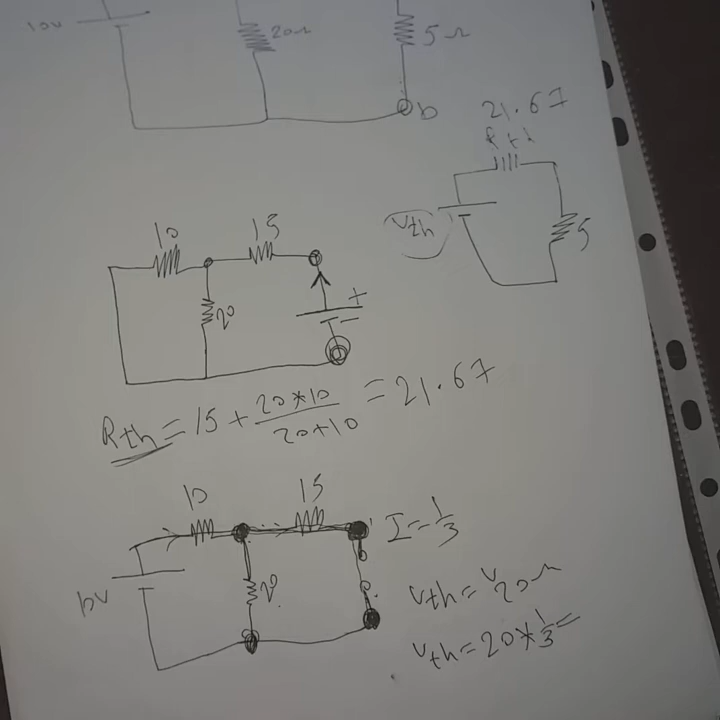 10v
20Ω
5Ω
b
21.67
Rth
Vth
5
10
15
20
+
Rth = 15 + 20*10 / 20+10 = 21.67
10
15
I = 1/3
20
Vth = V20Ω
Vth = 20 * 1/3 =